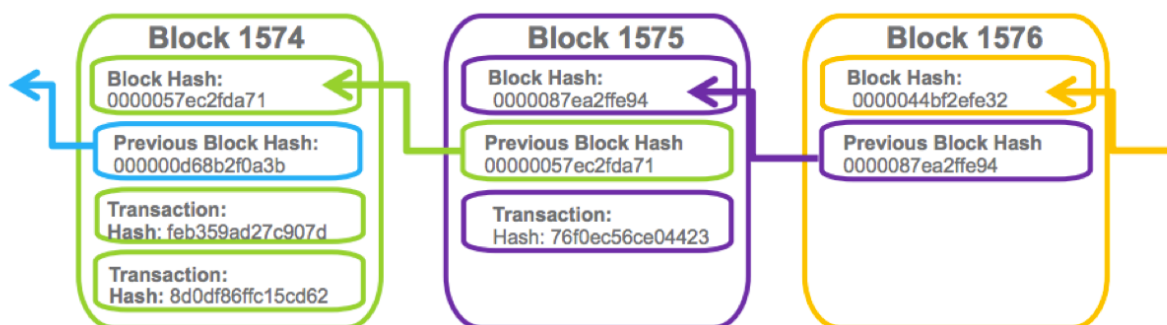 Block 1574
Block Hash:
0000057ec2fda71
Previous Block Hash:
000000d68b2f0a3b
Transaction:
Hash: feb359ad27c907d
Transaction:
Hash: 8d0df86ffc15cd62
Block 1575
Block Hash:
0000087ea2ffe94
Previous Block Hash
00000057ec2fda71
Transaction:
Hash: 76f0ec56ce04423
Block 1576
Block Hash:
0000044bf2efe32
Previous Block Hash
0000087ea2ffe94